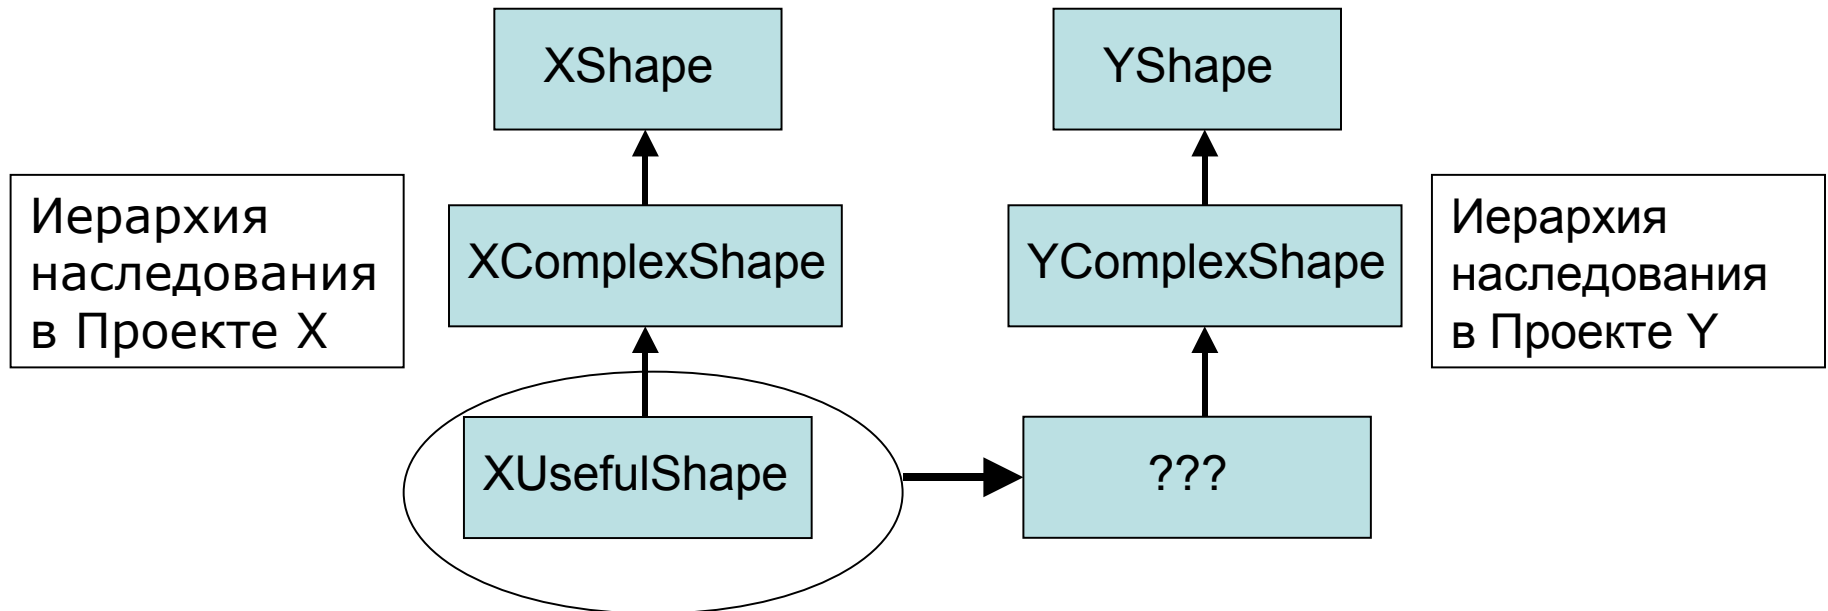 XShape
YShape
Иерархия
наследования
в Проекте X
XComplexShape
YComplexShape
Иерархия
наследования
в Проекте Y
XUsefulShape
???